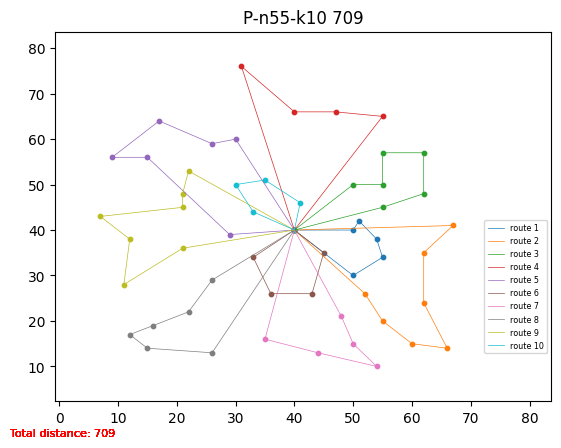 P-n55-k10 709
80
70
60
50
40
30
20
10
0 10 20 30 40 50 60 70 80
route 1
route 2
route 3
route 4
route 5
route 6
route 7
route 8
route 9
route 10
Total distance: 709